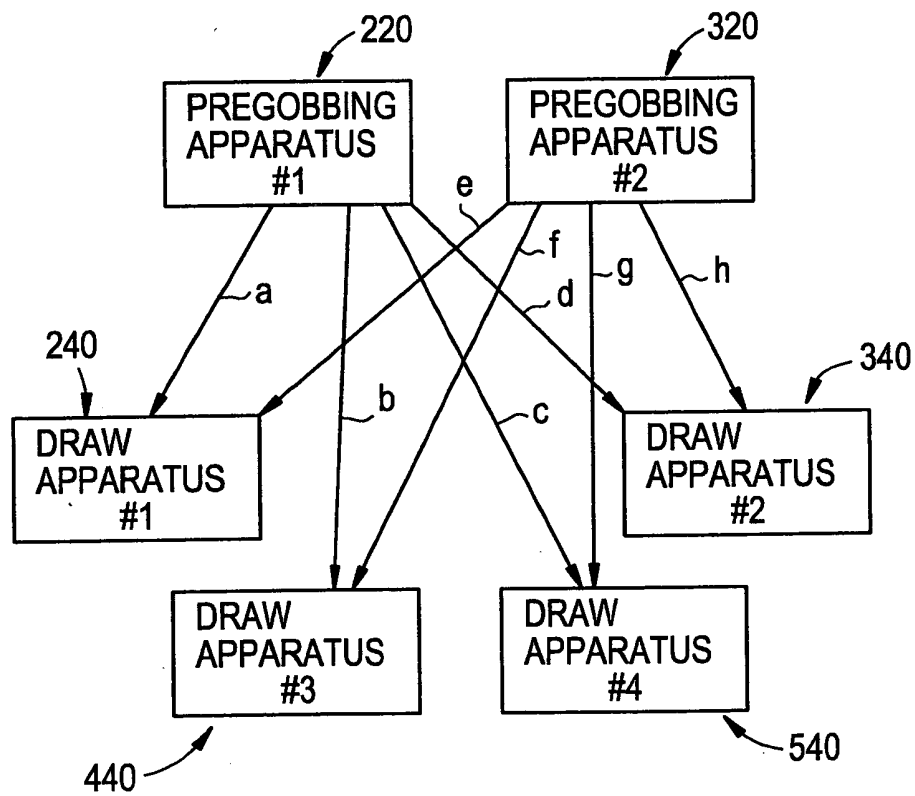 220
320
PREGOBBING
APPARATUS
#1
PREGOBBING
APPARATUS
#2
e
f
a
d
g
h
240
340
b
c
DRAW
APPARATUS
#1
DRAW
APPARATUS
#2
DRAW
APPARATUS
#3
DRAW
APPARATUS
#4
440
540